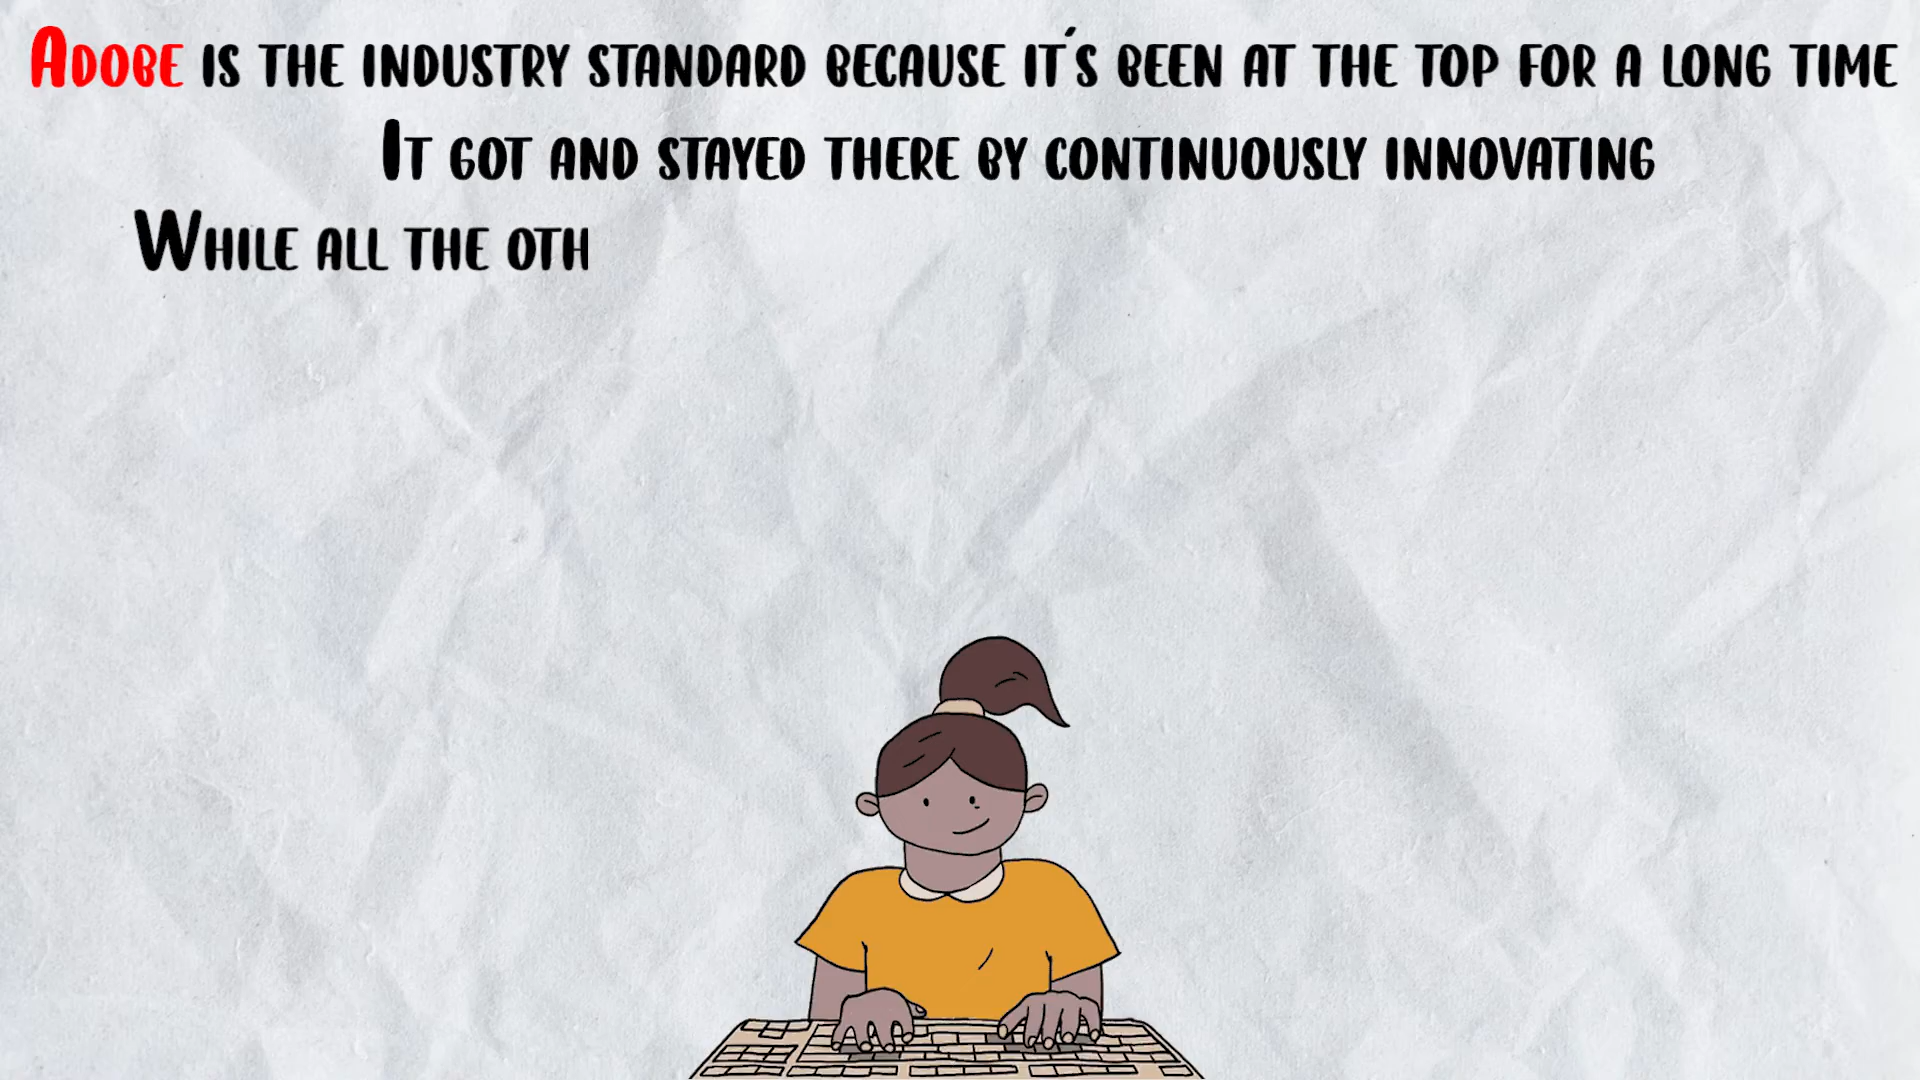 Adobe is the industry standard because it's been at the top for a long time
It got and stayed there by continuously innovating
While all the oth